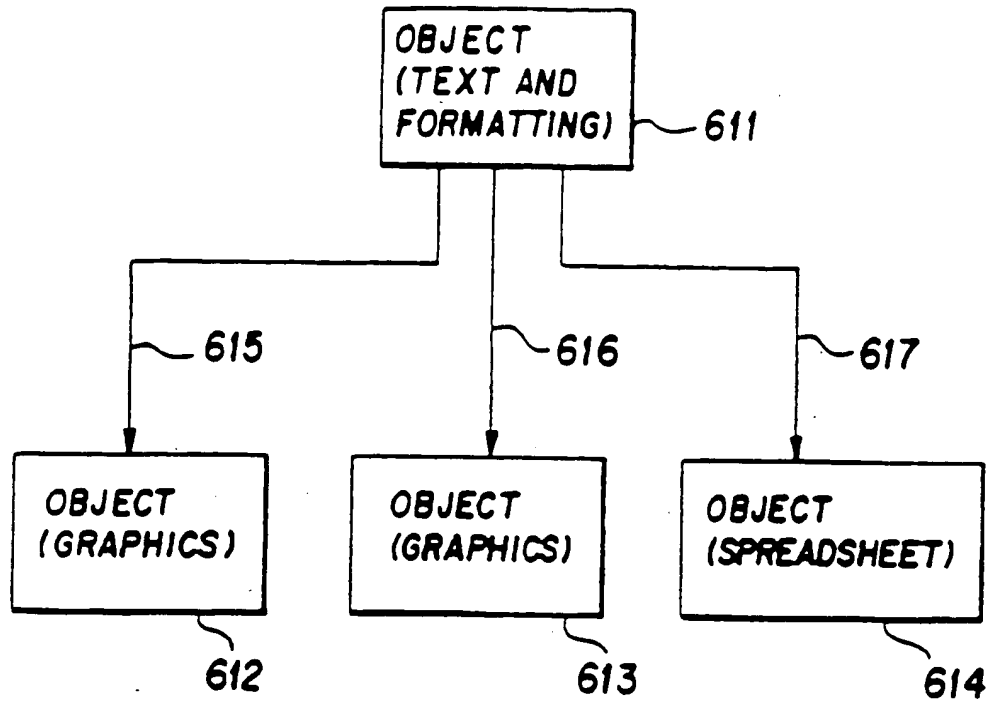 OBJECT
(TEXT AND
FORMATTING)
611
615
616
617
OBJECT
(GRAPHICS)
OBJECT
(GRAPHICS)
OBJECT
(SPREADSHEET)
612
613
614